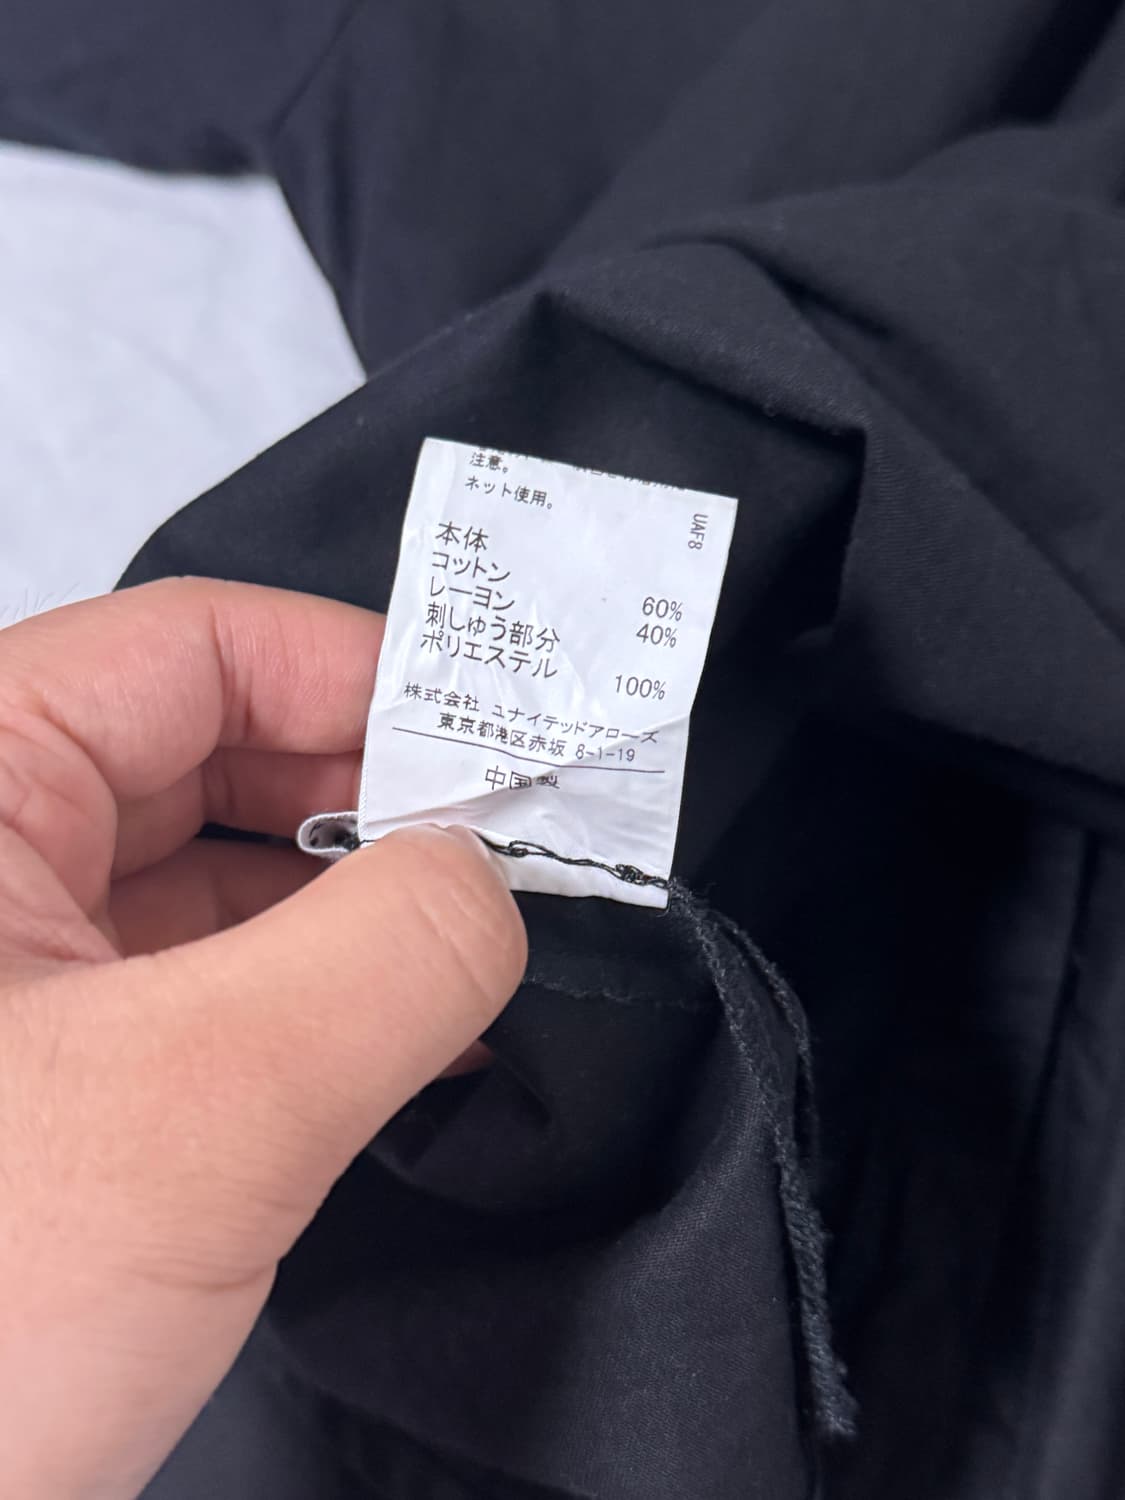 注意。
ネット使用。
UAF8
本体
コットン 60%
レーヨン 40%
刺しゅう部分
ポリエステル 100%
株式会社 ユナイテッドアローズ
東京都港区赤坂 8-1-19
中国製